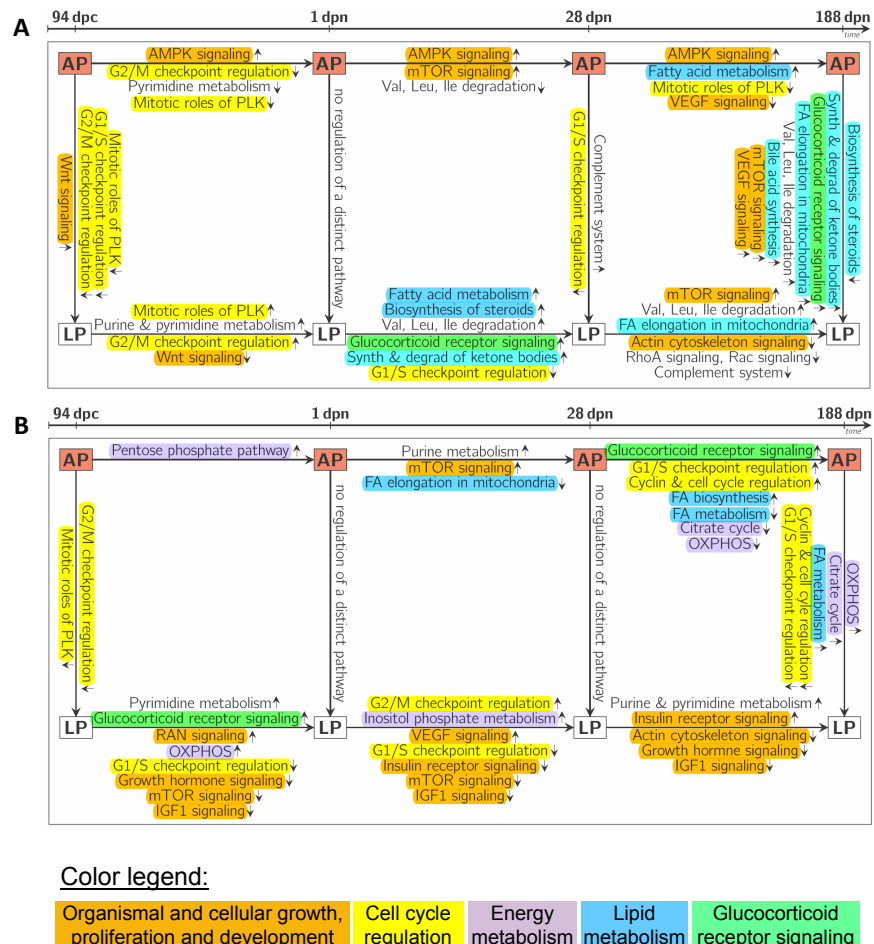 94 dpc 1 dpn 28 dpn 188 dpn
time
A
AP AP AP AP
AMPK signaling↑
G2/M checkpoint regulation↓
Pyrimidine metabolism↓
Mitotic roles of PLK↓
AMPK signaling↑
mTOR signaling↑
Val, Leu, Ile degradation↓
AMPK signaling↑
Fatty acid metabolism↑
Mitotic roles of PLK↓
VEGF signaling↓
Wnt signaling→
G2/M checkpoint regulation←
G1/S checkpoint regulation←
Mitotic roles of PLK←
no regulation of a distinct pathway
G1/S checkpoint regulation←
Complement system→
VEGF signaling→
mTOR signaling→
Bile acid synthesis→
Val, Leu, Ile degradation→
FA elongation in mitochondria→
Glucocorticoid receptor signaling→
Synth & degrad of ketone bodies→
Biosynthesis of steroids←
LP LP LP LP
Mitotic roles of PLK↑
Purine & pyrimidine metabolism↑
G2/M checkpoint regulation↑
Wnt signaling↓
Fatty acid metabolism↑
Biosynthesis of steroids↑
Val, Leu, Ile degradation↑
Glucocorticoid receptor signaling↑
Synth & degrad of ketone bodies↑
G1/S checkpoint regulation↓
mTOR signaling↑
Val, Leu, Ile degradation↑
FA elongation in mitochondria↑
Actin cytoskeleton signaling↓
RhoA signaling, Rac signaling↓
Complement system↓
94 dpc 1 dpn 28 dpn 188 dpn
time
B
AP AP AP AP
Pentose phosphate pathway↑
Purine metabolism↑
mTOR signaling↑
FA elongation in mitochondria↓
Glucocorticoid receptor signaling↑
G1/S checkpoint regulation↑
Cyclin & cell cycle regulation↑
FA biosynthesis↑
FA metabolism↓
Citrate cycle↓
OXPHOS↓
Mitotic roles of PLK←
G2/M checkpoint regulation←
no regulation of a distinct pathway
no regulation of a distinct pathway
G1/S checkpoint regulation←
Cyclin & cell cyle regulation←
FA metabolism→
Citrate cycle→
OXPHOS→
LP LP LP LP
Pyrimidine metabolism↑
Glucocorticoid receptor signaling↑
RAN signaling↑
OXPHOS↑
G1/S checkpoint regulation↓
Growth hormone signaling↓
mTOR signaling↓
IGF1 signaling↓
G2/M checkpoint regulation↑
Inositol phosphate metabolism↑
VEGF signaling↑
G1/S checkpoint regulation↓
Insulin receptor signaling↓
mTOR signaling↓
IGF1 signaling↓
Purine & pyrimidine metabolism↑
Insulin receptor signaling↑
Actin cytoskeleton signaling↓
Growth hormne signaling↓
IGF1 signaling↓
Color legend:
Organismal and cellular growth,
proliferation and development
Cell cycle
regulation
Energy
metabolism
Lipid
metabolism
Glucocorticoid
receptor signaling